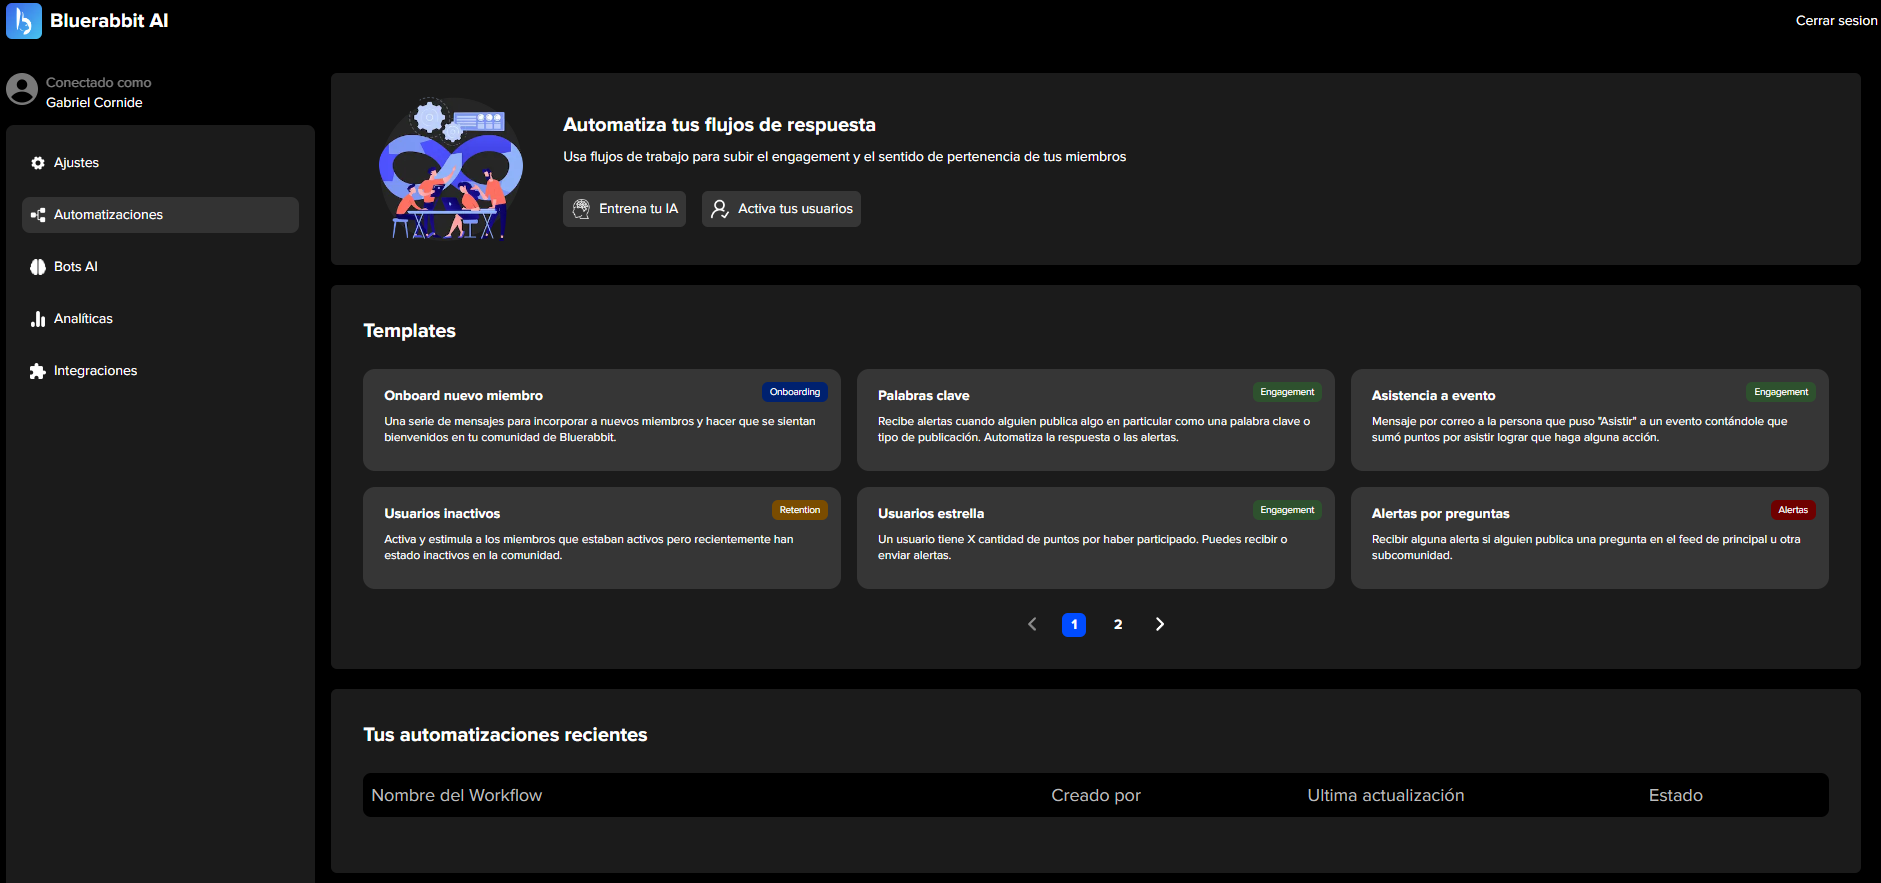 Bluerabbit AI
Cerrar sesion
Conectado como
Gabriel Cornide
Ajustes
Automatizaciones
Bots AI
Analíticas
Integraciones
Automatiza tus flujos de respuesta
Usa flujos de trabajo para subir el engagement y el sentido de pertenencia de tus miembros
Entrena tu IA
Activa tus usuarios
Templates
Onboard nuevo miembro
Onboarding
Una serie de mensajes para incorporar a nuevos miembros y hacer que se sientan
bienvenidos en tu comunidad de Bluerabbit.
Palabras clave
Engagement
Recibe alertas cuando alguien publica algo en particular como una palabra clave o
tipo de publicación. Automatiza la respuesta o las alertas.
Asistencia a evento
Engagement
Mensaje por correo a la persona que puso "Asistir" a un evento contándole que
sumó puntos por asistir lograr que haga alguna acción.
Usuarios inactivos
Retention
Activa y estimula a los miembros que estaban activos pero recientemente han
estado inactivos en la comunidad.
Usuarios estrella
Engagement
Un usuario tiene X cantidad de puntos por haber participado. Puedes recibir o
enviar alertas.
Alertas por preguntas
Alertas
Recibir alguna alerta si alguien publica una pregunta en el feed de principal u otra
subcomunidad.
1 2
Tus automatizaciones recientes
Nombre del Workflow Creado por Ultima actualización Estado